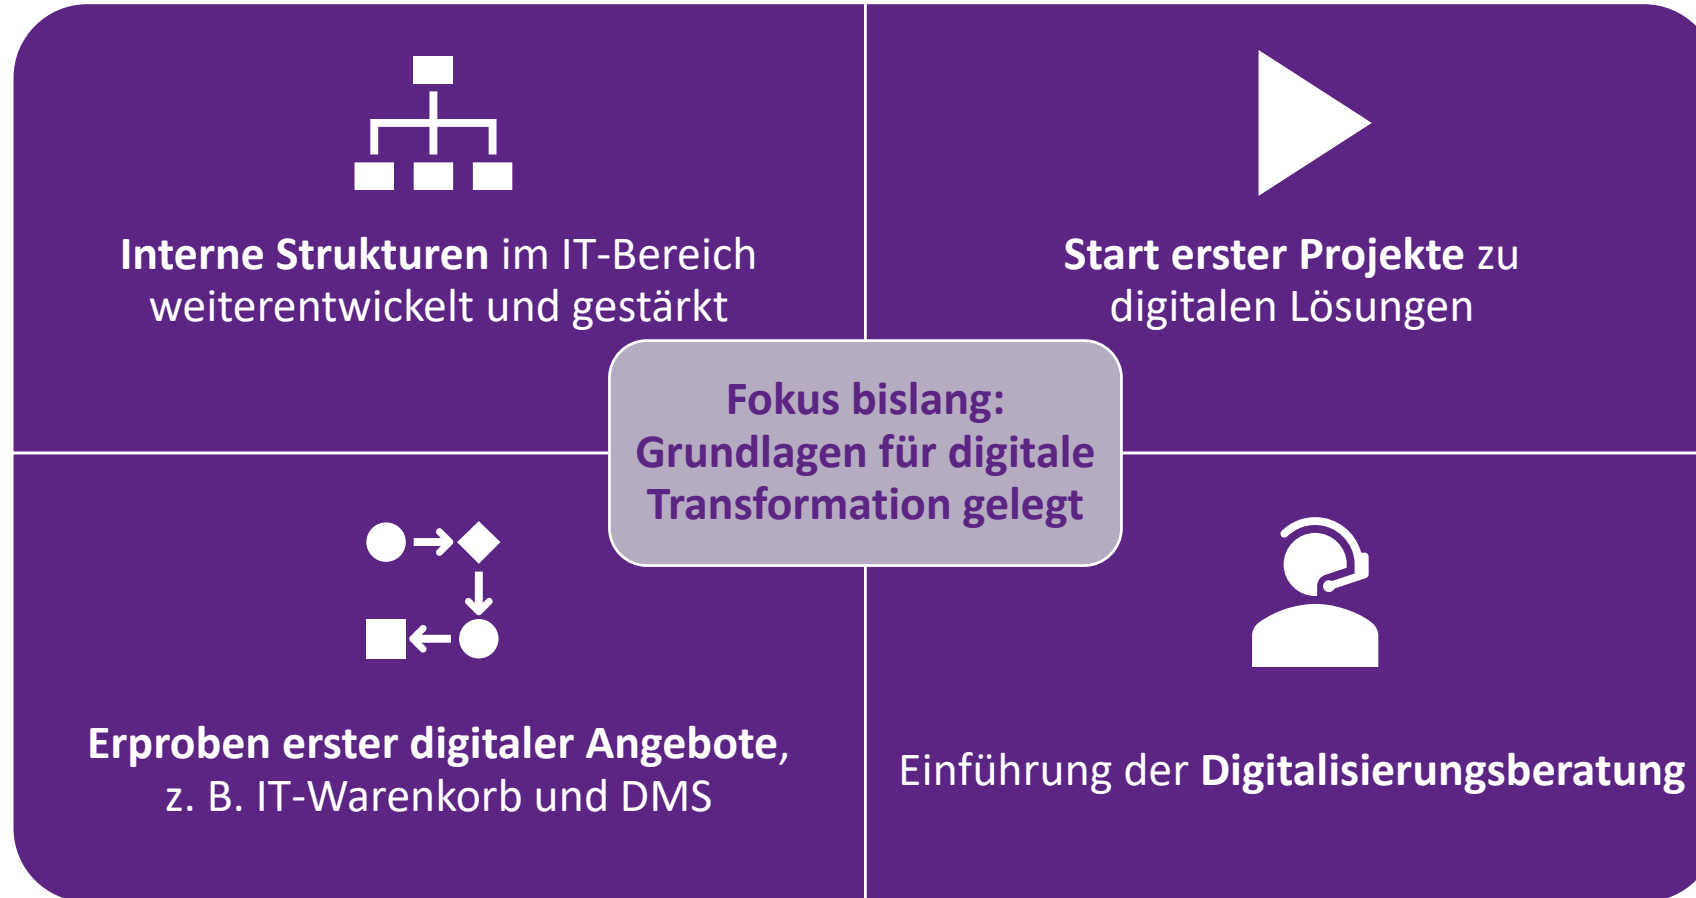 Interne Strukturen im IT-Bereich
weiterentwickelt und gestärkt
Start erster Projekte zu
digitalen Lösungen
Fokus bislang:
Grundlagen für digitale
Transformation gelegt
Erproben erster digitaler Angebote,
z. B. IT-Warenkorb und DMS
Einführung der Digitalisierungsberatung